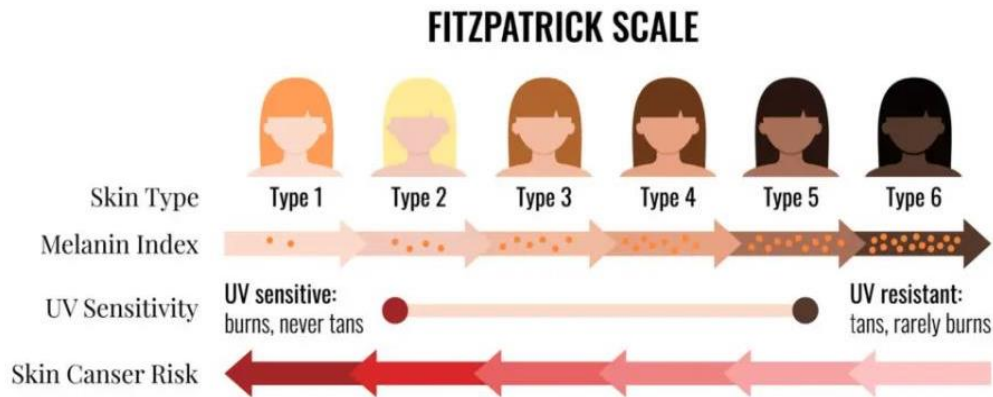 FITZPATRICK SCALE
Skin Type
Type 1
Type 2
Type 3
Type 4
Type 5
Type 6
Melanin Index
UV Sensitivity
UV sensitive:
burns, never tans
UV resistant:
tans, rarely burns
Skin Canser Risk